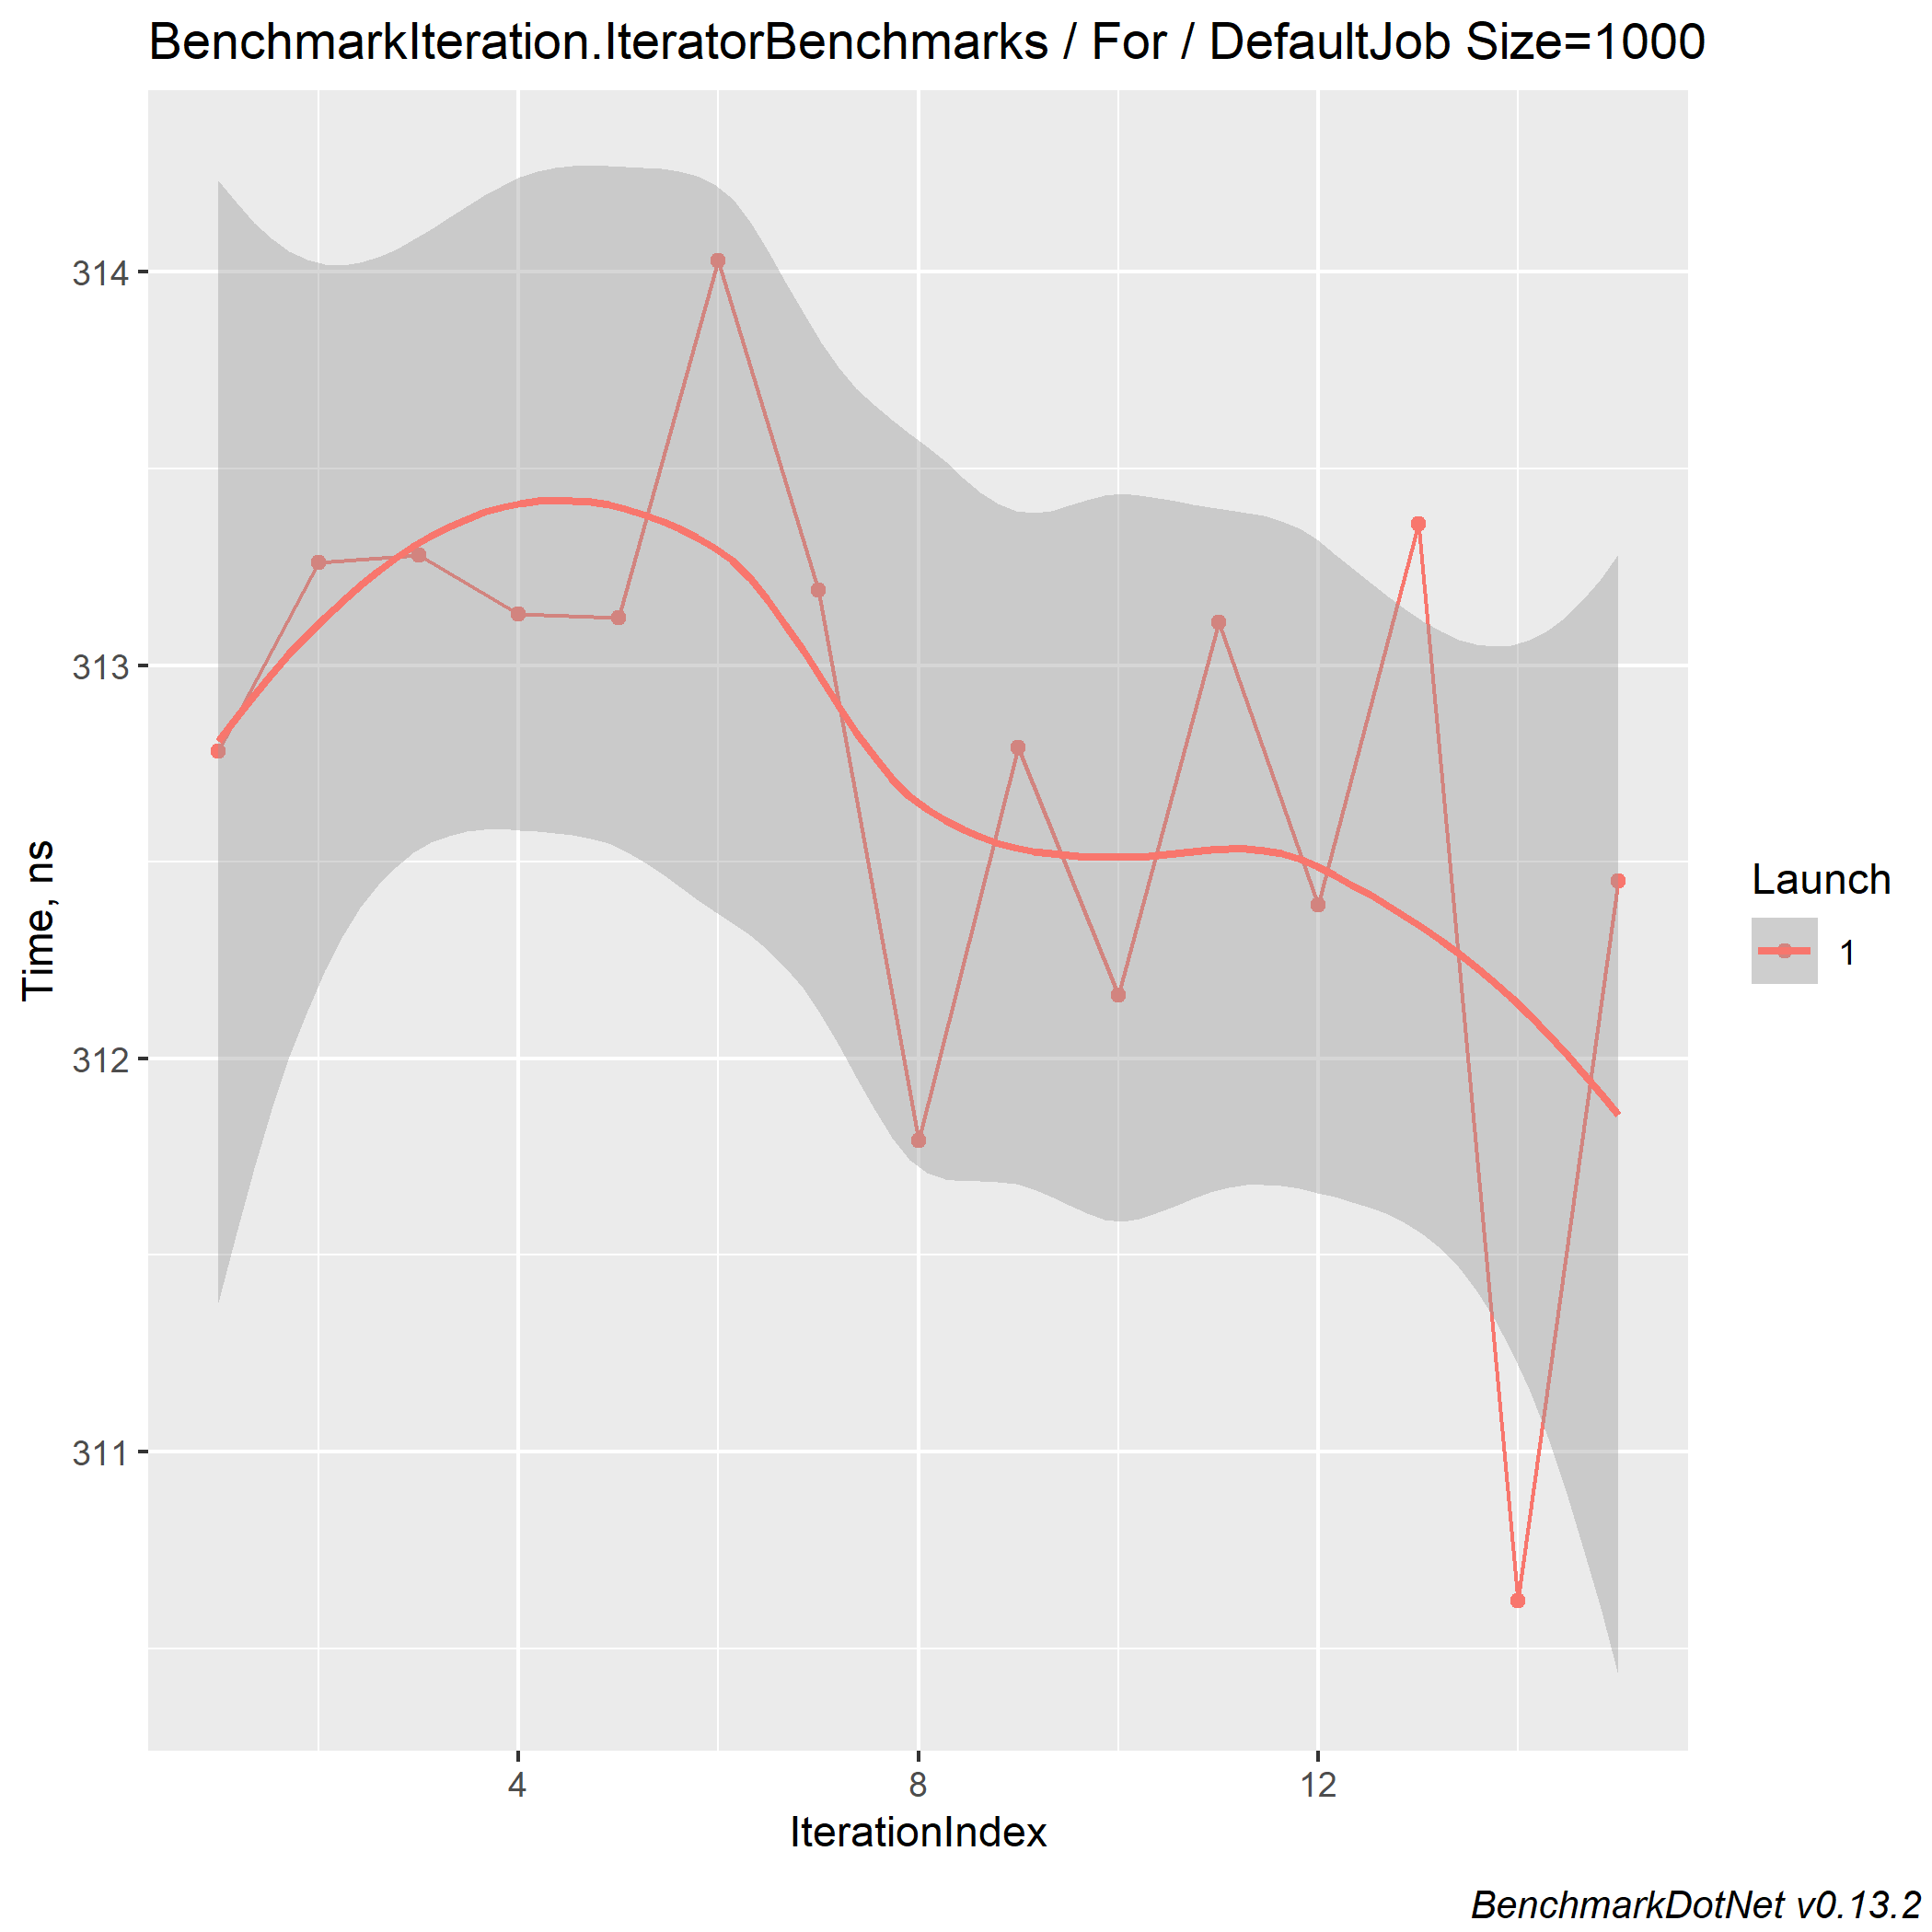 BenchmarkIteration.IteratorBenchmarks / For / DefaultJob Size=1000
Time, ns
314
313
312
311
4 8 12
IterationIndex
Launch
1
BenchmarkDotNet v0.13.2